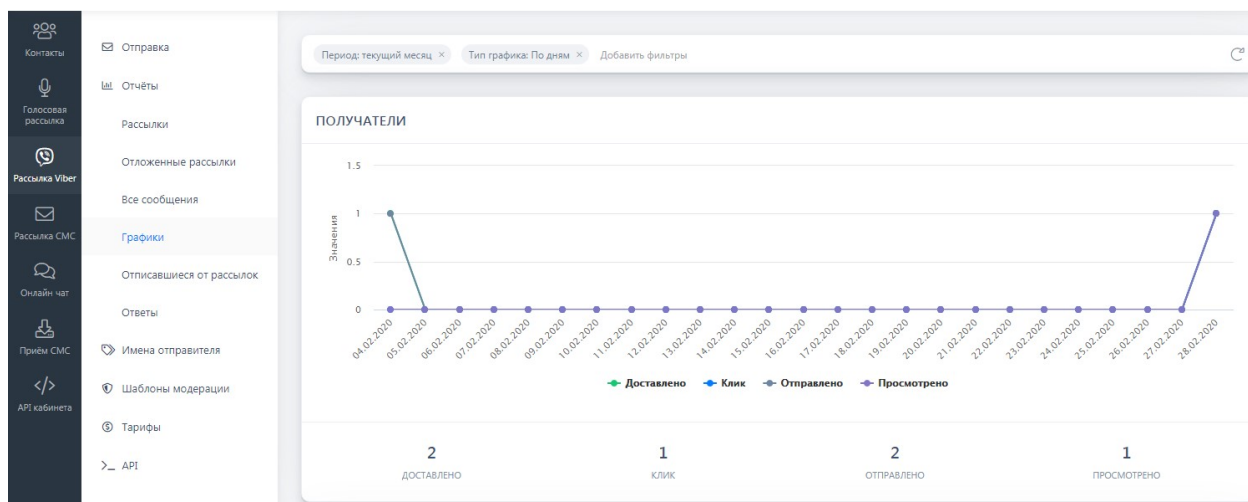 Контакты
Голосовая
рассылка
Рассылка Viber
Рассылка СМС
Онлайн чат
Приём СМС
</>
API кабинета
Отправка
Отчёты
Рассылки
Отложенные рассылки
Все сообщения
Графики
Отписавшиеся от рассылок
Ответы
Имена отправителя
Шаблоны модерации
Тарифы
>_ API
Период: текущий месяц × Тип графика: По дням × Добавить фильтры
ПОЛУЧАТЕЛИ
Значения
1.5
1
0.5
0
04.02.2020 05.02.2020 06.02.2020 07.02.2020 08.02.2020 09.02.2020 10.02.2020 11.02.2020 12.02.2020 13.02.2020 14.02.2020 15.02.2020 16.02.2020 17.02.2020 18.02.2020 19.02.2020 20.02.2020 21.02.2020 22.02.2020 23.02.2020 24.02.2020 25.02.2020 26.02.2020 27.02.2020 28.02.2020
Доставлено Клик Отправлено Просмотрено
2 1 2 1
ДОСТАВЛЕНО КЛИК ОТПРАВЛЕНО ПРОСМОТРЕНО